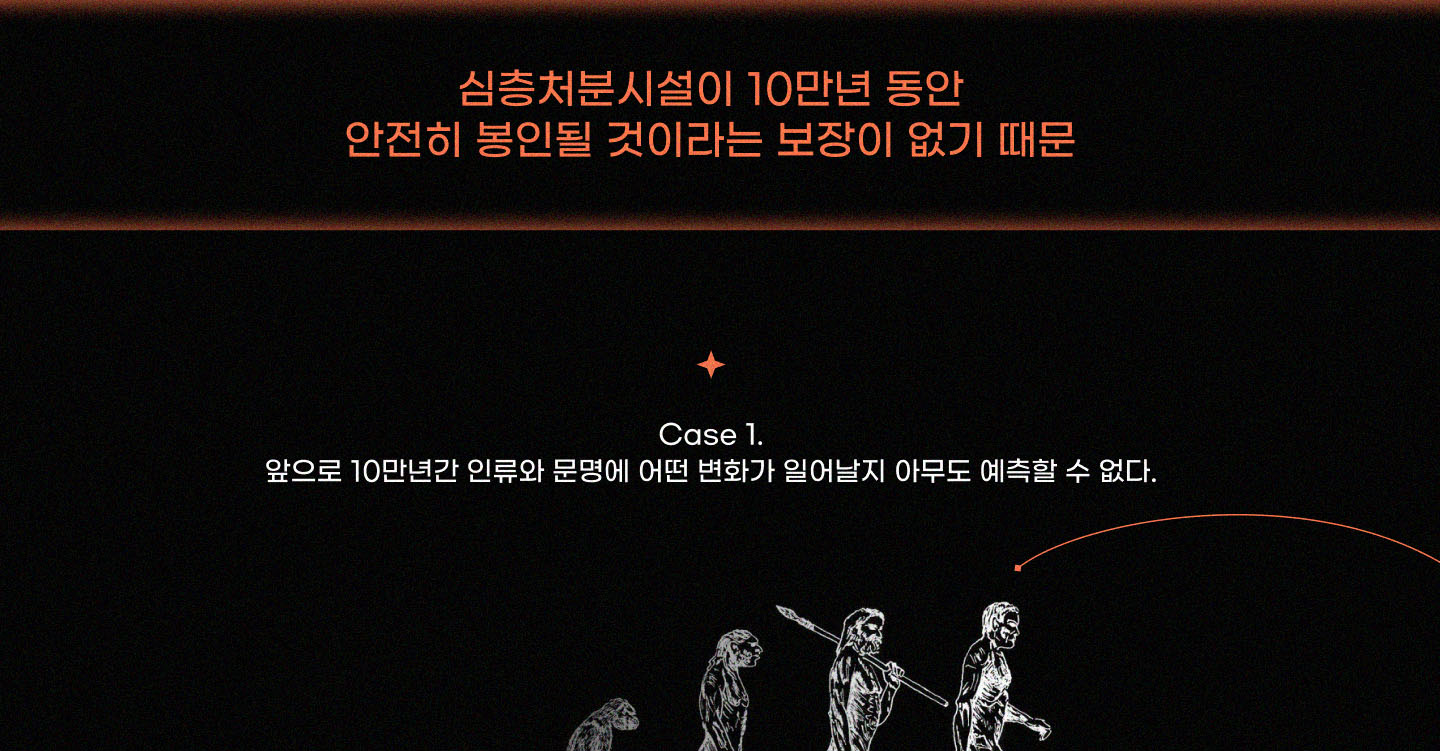 심층처분시설이 10만년 동안
안전히 봉인될 것이라는 보장이 없기 때문
Case 1.
앞으로 10만년간 인류와 문명에 어떤 변화가 일어날지 아무도 예측할 수 없다.